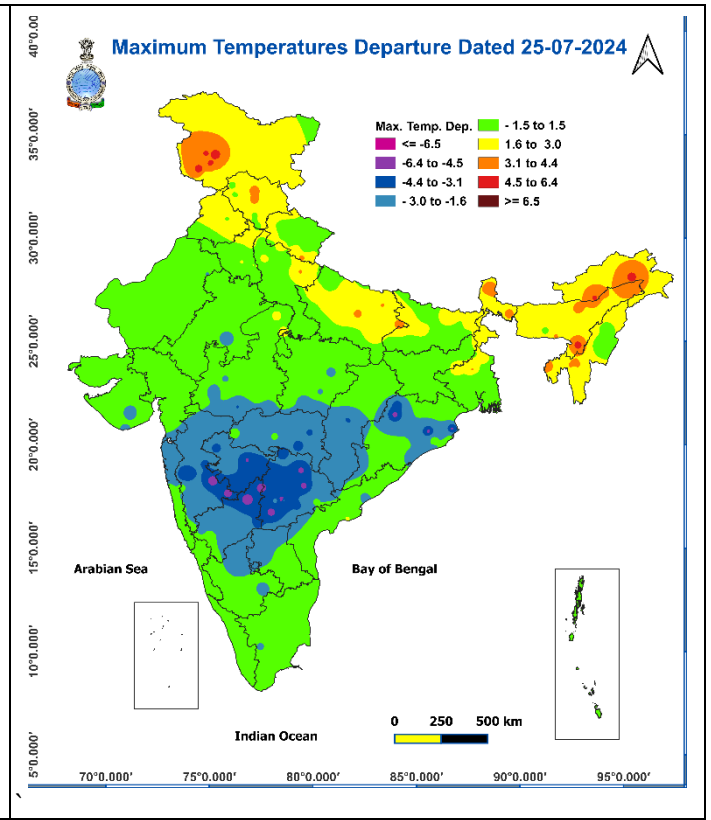 Maximum Temperatures Departure Dated 25-07-2024
Max. Temp. Dep.
<= -6.5
-6.4 to -4.5
-4.4 to -3.1
- 3.0 to -1.6
- 1.5 to 1.5
1.6 to 3.0
3.1 to 4.4
4.5 to 6.4
>= 6.5
40°0.00
35°0.000'
30°0.000'
25°0.000'
20°0.000'
15°0.000'
10°0.000'
5°0.000'
Arabian Sea
Bay of Bengal
Indian Ocean
0 250 500 km
70°0.000' 75°0.000' 80°0.000' 85°0.000' 90°0.000' 95°0.000'
`